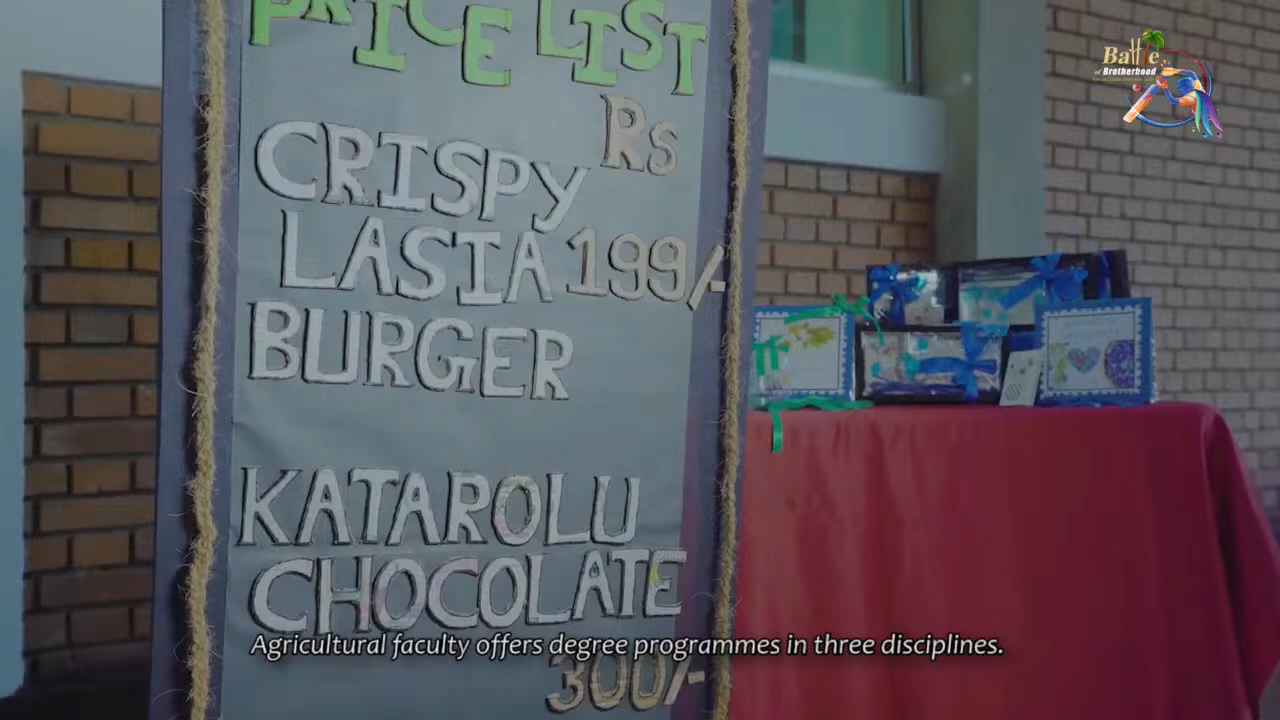 PRICE LIST
Rs
CRISPY
LASIA 199/-
BURGER
KATAROLU
CHOCOLATE
300/-
Agricultural faculty offers degree programmes in three disciplines.
Battle
of Brotherhood